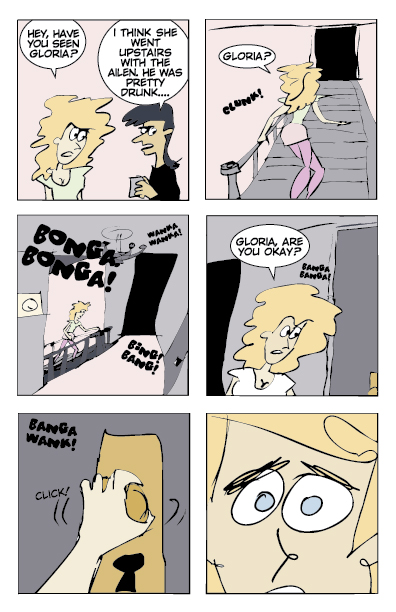 HEY, HAVE
YOU SEEN
GLORIA?
I THINK SHE
WENT
UPSTAIRS
WITH THE
AILEN. HE WAS
PRETTY
DRUNK....
GLORIA?
CLUNK!
BONGA
BONGA!
WANKA
WANKA!
BING!
BANG!
GLORIA, ARE
YOU OKAY?
BANGA
BANGA!
BANGA
WANK!
CLICK!